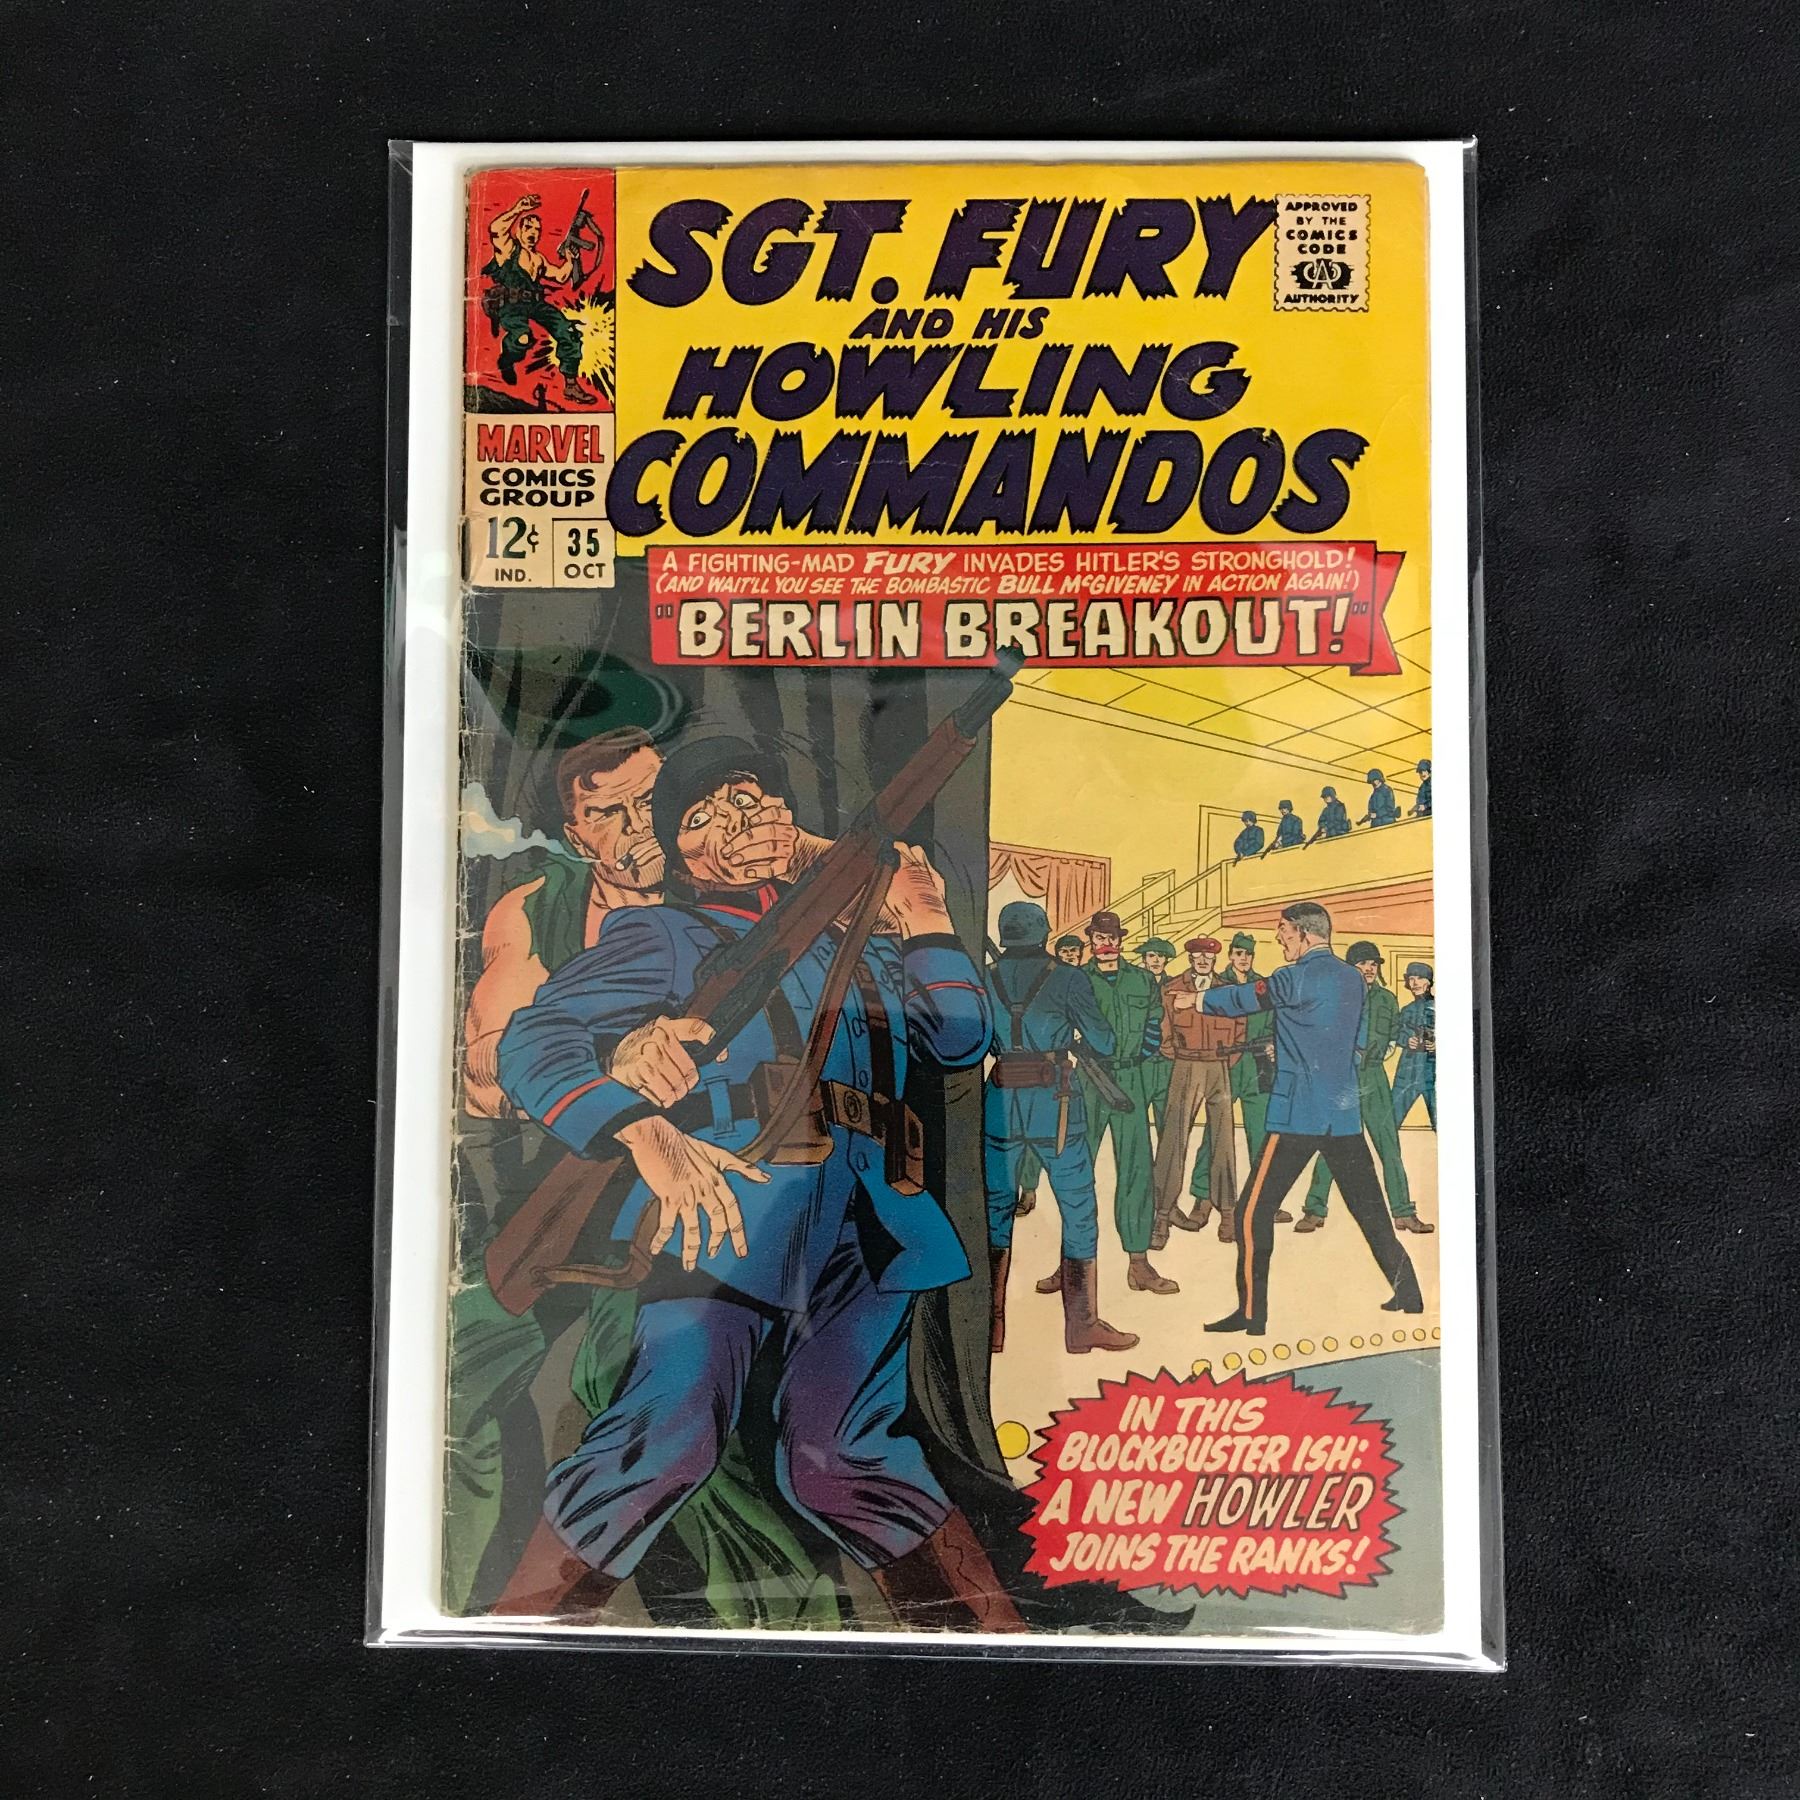 SGT. FURY
AND HIS
HOWLING
COMMANDOS
APPROVED
BY THE
COMICS
CODE
CA
AUTHORITY
MARVEL
COMICS
GROUP
12¢
IND.
35
OCT
A FIGHTING-MAD FURY INVADES HITLER'S STRONGHOLD!
(AND WAIT'LL YOU SEE THE BOMBASTIC BULL McGIVENEY IN ACTION AGAIN!)
"BERLIN BREAKOUT!"
IN THIS
BLOCKBUSTER ISH:
A NEW HOWLER
JOINS THE RANKS!